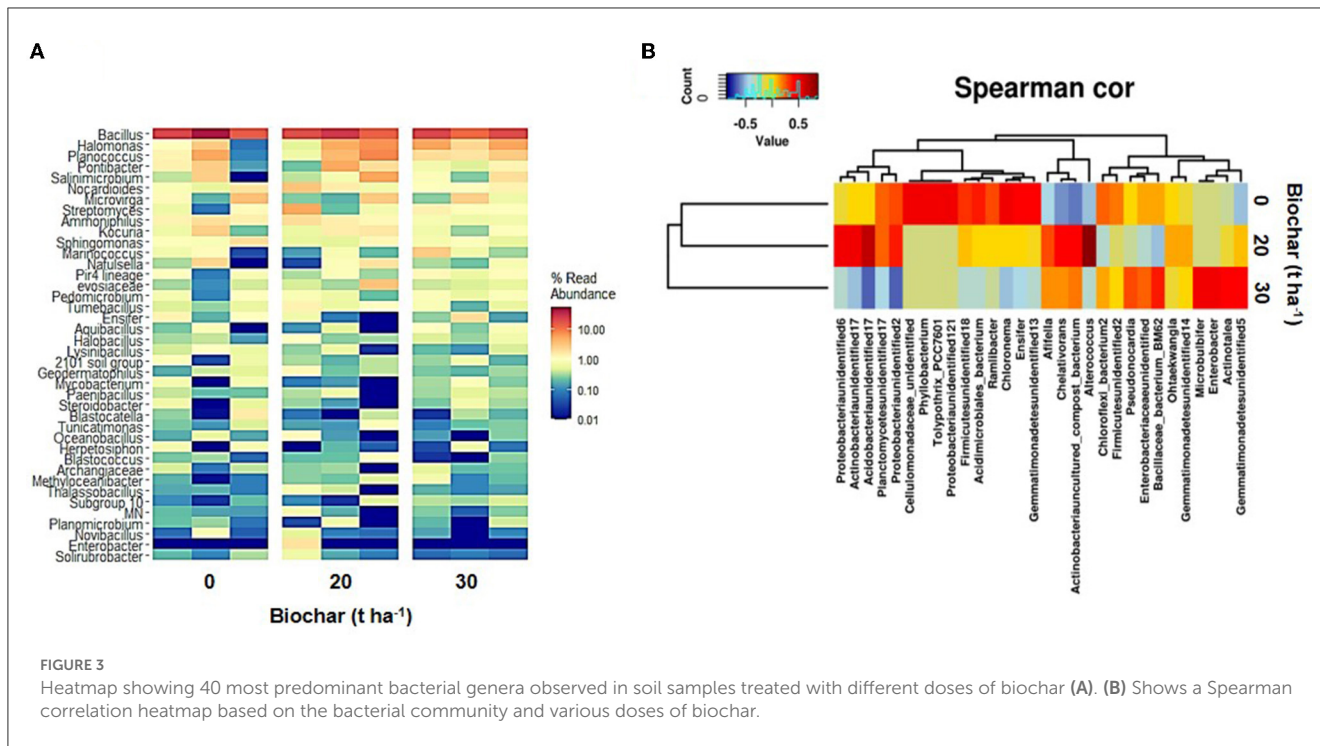 A
Bacillus
Halomonas
Planococcus
Pontibacter
Salinimicrobium
Nocardioides
Microvirga
Streptomyces
Ammoniphilus
Kocuria
Sphingomonas
Marinococcus
Nafulsella
Pir4 lineage
evosiaceae
Pedomicrobium
Tumebacillus
Ensifer
Aquibacillus
Halobacillus
Lysinibacillus
2101 soil group
Geodermatophilus
Mycobacterium
Paenibacillus
Steroidobacter
Blastocatella
Tunicatimonas
Oceanobacillus
Herpetosiphon
Blastococcus
Archangiaceae
Methyloceanibacter
Thalassobacillus
Subgroup 10
MN
Planomicrobium
Novibacillus
Enterobacter
Solirubrobacter
0 20 30
Biochar (t ha-1)
% Read
Abundance
10.00
1.00
0.10
0.01
B
Count
0
-0.5 0.5
Value
Spearman cor
0
20
30
Biochar (t ha-1)
Proteobacteriaunidentified6
Actinobacteriaunidentified17
Acidobacteriaunidentified17
Planctomycetesunidentified17
Proteobacteriaunidentified2
Cellulomonadaceae_unidentified
Phyllobacterium
Tolypothrix_PCC7601
Proteobacteriaunidentified121
Firmicutesunidentified18
Acidimicrobiales_bacterium
Ramlibacter
Chloronema
Ensifer
Gemmatimonadetesunidentified13
Afifella
Chelativorans
Actinobacteriauncultured_compost_bacterium
Alterococcus
Chloroflexi_bacterium2
Firmicutesunidentified2
Pseudonocardia
Enterobacteriaceaeunidentified
Bacillaceae_bacterium_BM62
Ohtaekwangia
Gemmatimonadetesunidentified14
Microbulbifer
Enterobacter
Actinotalea
Gemmatimonadetesunidentified5
FIGURE 3
Heatmap showing 40 most predominant bacterial genera observed in soil samples treated with different doses of biochar (A). (B) Shows a Spearman
correlation heatmap based on the bacterial community and various doses of biochar.